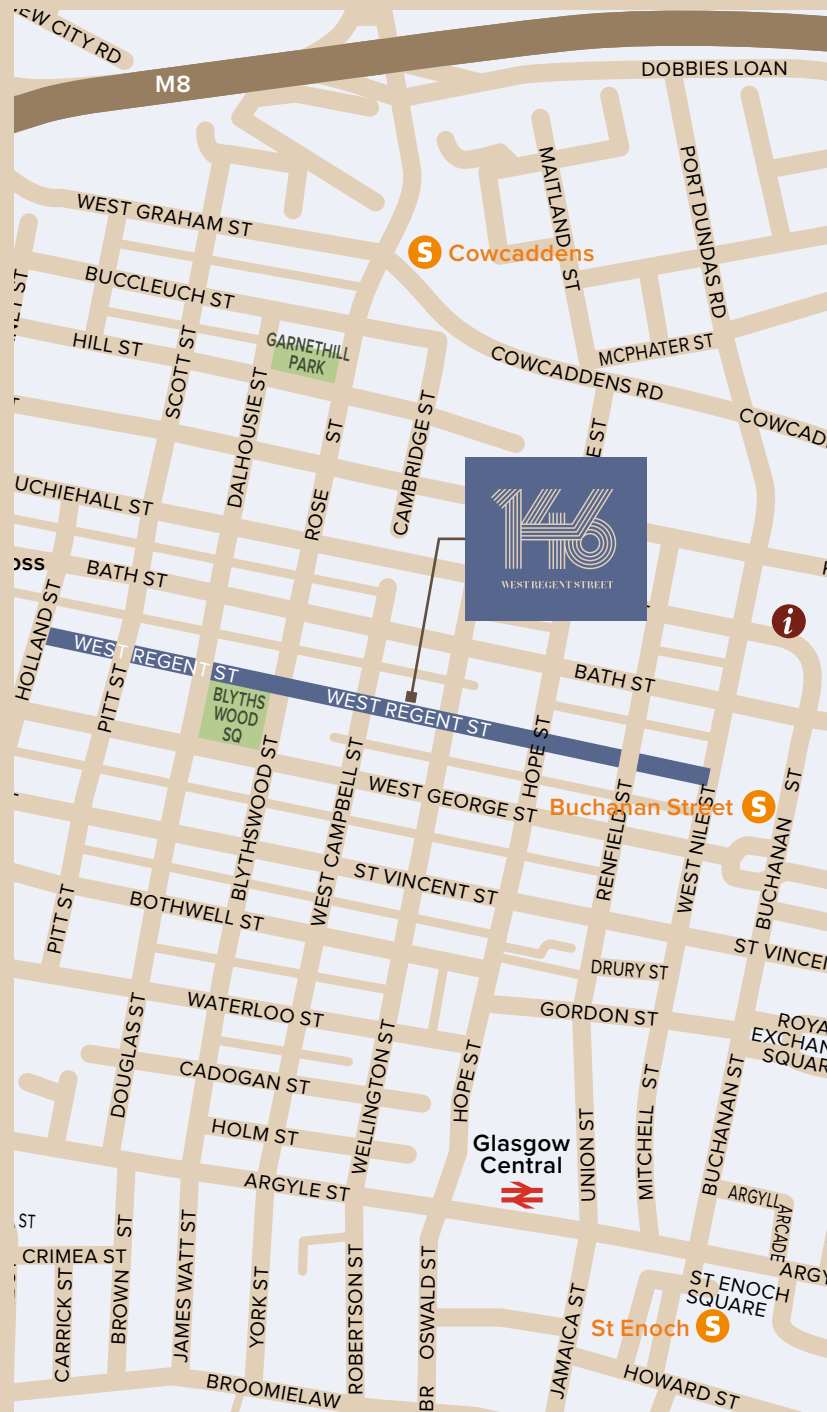 EW CITY RD
M8
DOBBIES LOAN
MAITLAND ST
PORT DUNDAS RD
WEST GRAHAM ST
S Cowcaddens
BUCCLEUCH ST
NET ST
HILL ST
GARNETHILL
PARK
MCPHATER ST
SCOTT ST
COWCADDENS RD
DALHOUSIE ST
CAMBRIDGE ST
COWCAD
ROSE ST
E ST
UCHIEHALL ST
146
WEST REGENT STREET
OSS
BATH ST
HOLLAND ST
i
WEST REGENT ST
PITT ST
BLYTHS
WOOD
SQ
BATH ST
WEST REGENT ST
HOPE ST
BLYTHSWOOD ST
WEST CAMPBELL ST
WEST GEORGE ST
Buchanan Street S
RENFIELD ST
WEST NILE ST
BUCHANAN ST
ST VINCENT ST
PITT ST
BOTHWELL ST
ST VINCEN
DRURY ST
WATERLOO ST
GORDON ST
ROYA
EXCHAN
SQUAR
DOUGLAS ST
CADOGAN ST
WELLINGTON ST
HOPE ST
HOLM ST
UNION ST
MITCHELL ST
BUCHANAN ST
Glasgow
Central
ARGYLE ST
ARGYLL
ARCADE
ST
CRIMEA ST
BROWN ST
JAMES WATT ST
CARRICK ST
YORK ST
ROBERTSON ST
OSWALD ST
BR
JAMAICA ST
ARGY
ST ENOCH
SQUARE
St Enoch S
HOWARD ST
BROOMIELAW